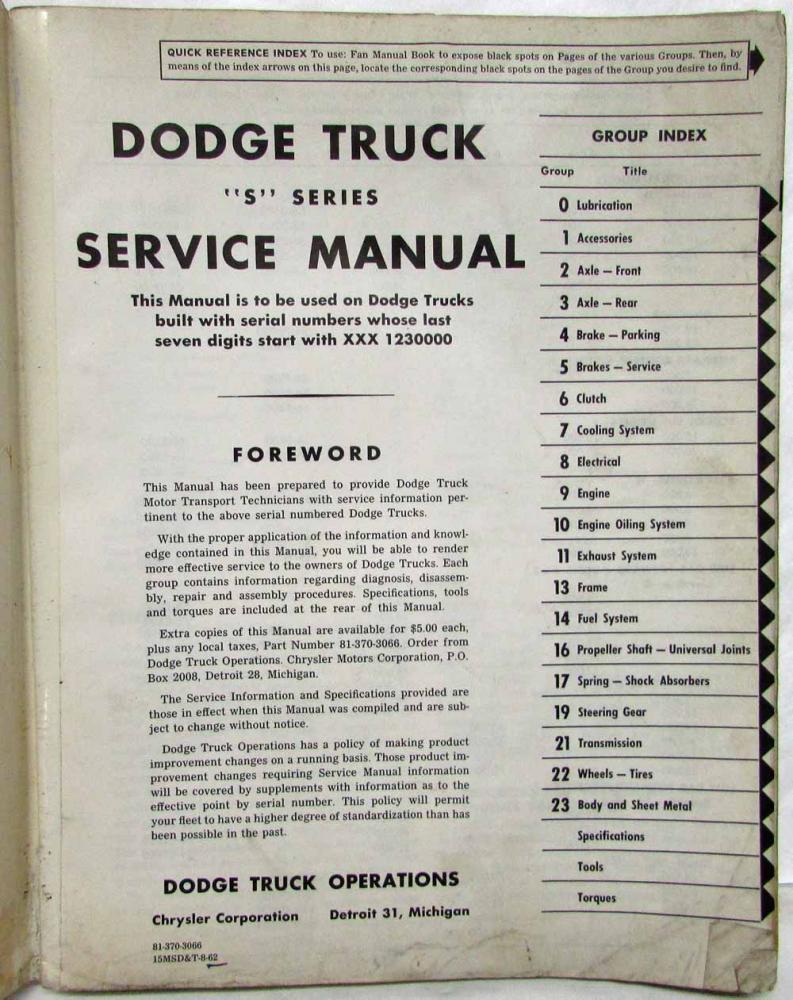 QUICK REFERENCE INDEX To use: Fan Manual Book to expose black spots on Pages of the various Groups. Then, by
means of the index arrows on this page, locate the corresponding black spots on the pages of the Group you desire to find.
DODGE TRUCK
"S" SERIES
SERVICE MANUAL
This Manual is to be used on Dodge Trucks
built with serial numbers whose last
seven digits start with XXX 1230000
FOREWORD
This Manual has been prepared to provide Dodge Truck
Motor Transport Technicians with service information per-
tinent to the above serial numbered Dodge Trucks.
With the proper application of the information and knowl-
edge contained in this Manual, you will be able to render
more effective service to the owners of Dodge Trucks. Each
group contains information regarding diagnosis, disassem-
bly, repair and assembly procedures. Specifications, tools
and torques are included at the rear of this Manual.
Extra copies of this Manual are available for $5.00 each,
plus any local taxes, Part Number 81-370-3066. Order from
Dodge Truck Operations. Chrysler Motors Corporation, P.O.
Box 2008, Detroit 28, Michigan.
The Service Information and Specifications provided are
those in effect when this Manual was compiled and are sub-
ject to change without notice.
Dodge Truck Operations has a policy of making product
improvement changes on a running basis. Those product im-
provement changes requiring Service Manual information
will be covered by supplements with information as to the
effective point by serial number. This policy will permit
your fleet to have a higher degree of standardization than has
been possible in the past.
DODGE TRUCK OPERATIONS
Chrysler Corporation Detroit 31, Michigan
81-370-3066
15MSD&T-8-62
GROUP INDEX
Group Title
0 Lubrication
1 Accessories
2 Axle — Front
3 Axle — Rear
4 Brake — Parking
5 Brakes — Service
6 Clutch
7 Cooling System
8 Electrical
9 Engine
10 Engine Oiling System
11 Exhaust System
13 Frame
14 Fuel System
16 Propeller Shaft — Universal Joints
17 Spring — Shock Absorbers
19 Steering Gear
21 Transmission
22 Wheels — Tires
23 Body and Sheet Metal
Specifications
Tools
Torques